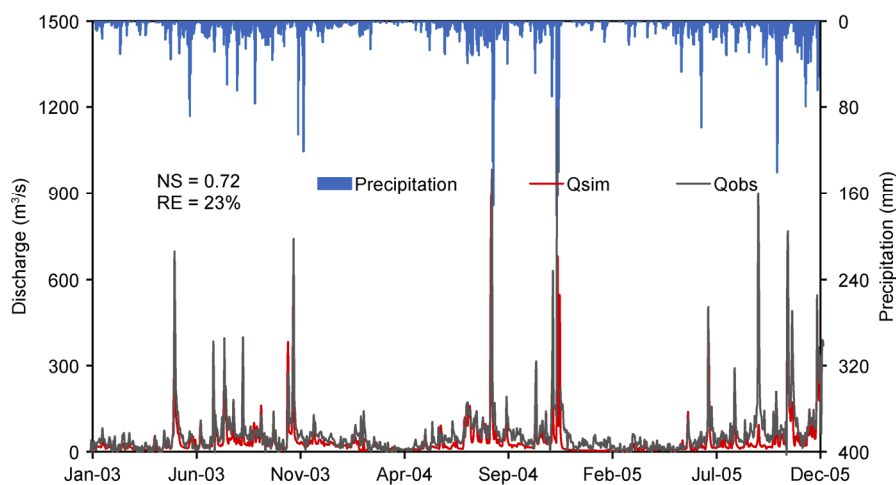 1500
1200
900
600
300
0
Discharge (m³/s)
NS = 0.72
RE = 23%
Precipitation
Qsim
Qobs
0
80
160
240
320
400
Precipitation (mm)
Jan-03
Jun-03
Nov-03
Apr-04
Sep-04
Feb-05
Jul-05
Dec-05